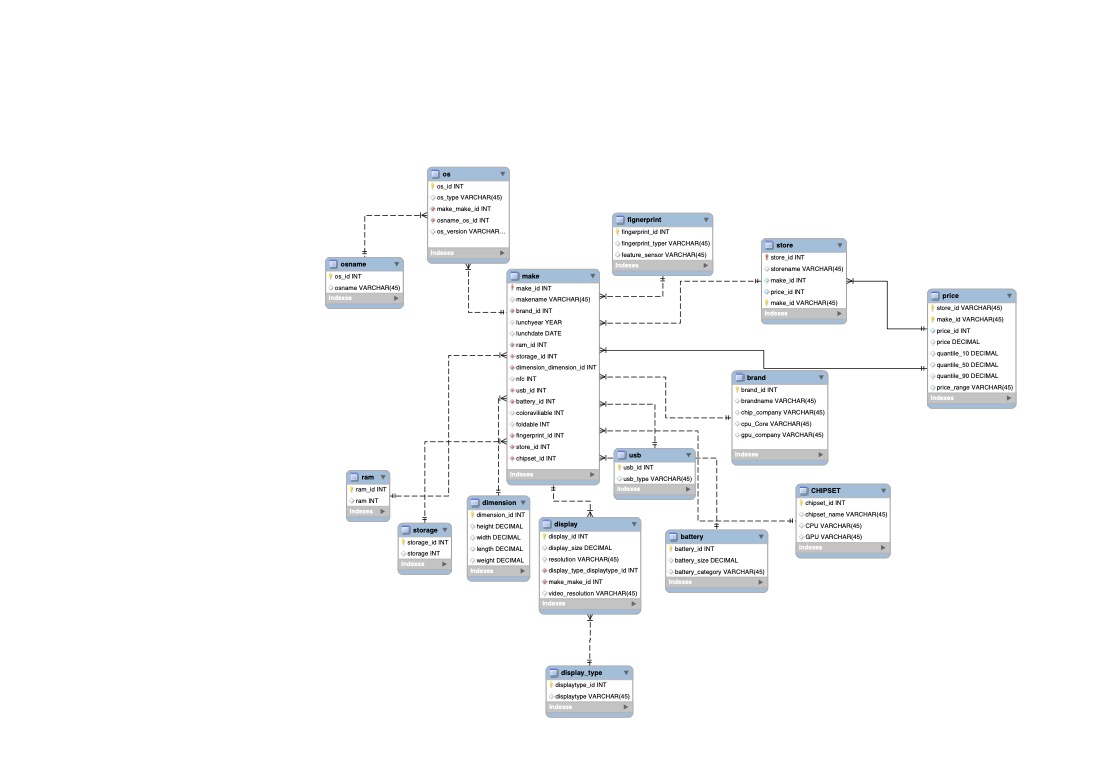 os
os_id INT
os_type VARCHAR(45)
make_make_id INT
osname_os_id INT
os_version VARCHAR...
Indexes
osname
os_id INT
osname VARCHAR(45)
Indexes
fignerprint
fingerprint_id INT
fingerprint_typer VARCHAR(45)
feature_sensor VARCHAR(45)
Indexes
store
store_id INT
storename VARCHAR(45)
make_id INT
price_id INT
make_id VARCHAR(45)
Indexes
make
make_id INT
makename VARCHAR(45)
brand_id INT
lunchyear YEAR
lunchdate DATE
ram_id INT
storage_id INT
dimension_dimension_id INT
nfc INT
usb_id INT
battery_id INT
coloraviliable INT
foldable INT
fingerprint_id INT
store_id INT
chipset_id INT
Indexes
price
store_id VARCHAR(45)
make_id VARCHAR(45)
price_id INT
price DECIMAL
quantile_10 DECIMAL
quantile_50 DECIMAL
quantile_90 DECIMAL
price_range VARCHAR(45)
Indexes
brand
brand_id INT
brandname VARCHAR(45)
chip_company VARCHAR(45)
cpu_Core VARCHAR(45)
gpu_company VARCHAR(45)
Indexes
usb
usb_id INT
usb_type VARCHAR(45)
Indexes
ram
ram_id INT
ram INT
Indexes
storage
storage_id INT
storage INT
Indexes
dimension
dimension_id INT
height DECIMAL
width DECIMAL
length DECIMAL
weight DECIMAL
Indexes
display
display_id INT
display_size DECIMAL
resolution VARCHAR(45)
display_type_displaytype_id INT
make_make_id INT
video_resolution VARCHAR(45)
Indexes
battery
battery_id INT
battery_size DECIMAL
battery_category VARCHAR(45)
Indexes
CHIPSET
chipset_id INT
chipset_name VARCHAR(45)
CPU VARCHAR(45)
GPU VARCHAR(45)
Indexes
display_type
displaytype_id INT
displaytype VARCHAR(45)
Indexes